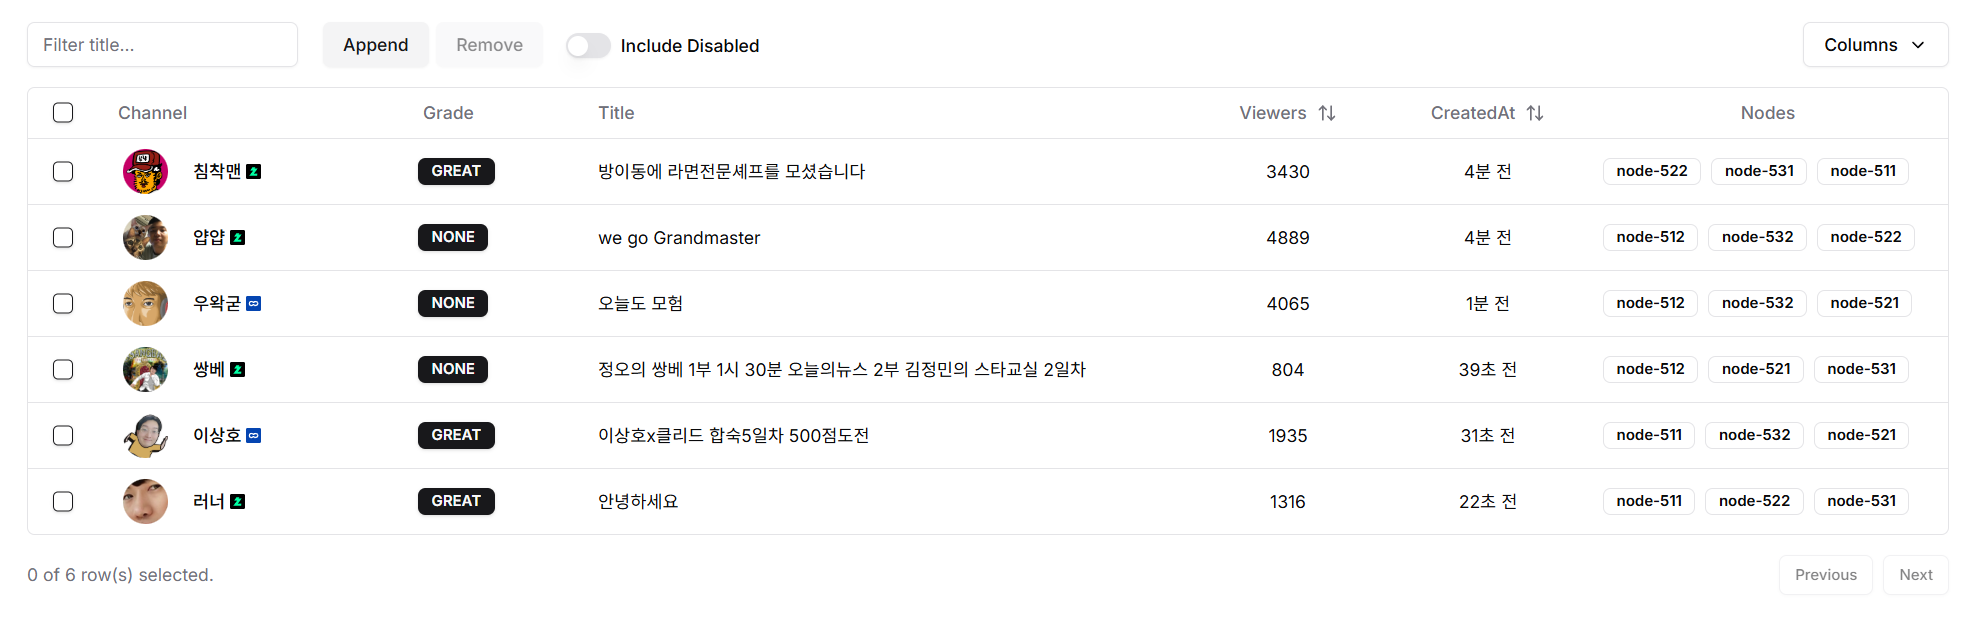 Filter title...
Append
Remove
Include Disabled
Columns
Channel Grade Title Viewers CreatedAt Nodes
침착맨 GREAT 방이동에 라면전문셰프를 모셨습니다 3430 4분 전 node-522 node-531 node-511
얍얍 NONE we go Grandmaster 4889 4분 전 node-512 node-532 node-522
우왁굳 NONE 오늘도 모험 4065 1분 전 node-512 node-532 node-521
쌍베 NONE 정오의 쌍베 1부 1시 30분 오늘의뉴스 2부 김정민의 스타교실 2일차 804 39초 전 node-512 node-521 node-531
이상호 GREAT 이상호x클리드 합숙5일차 500점도전 1935 31초 전 node-511 node-532 node-521
러너 GREAT 안녕하세요 1316 22초 전 node-511 node-522 node-531
0 of 6 row(s) selected.
Previous
Next